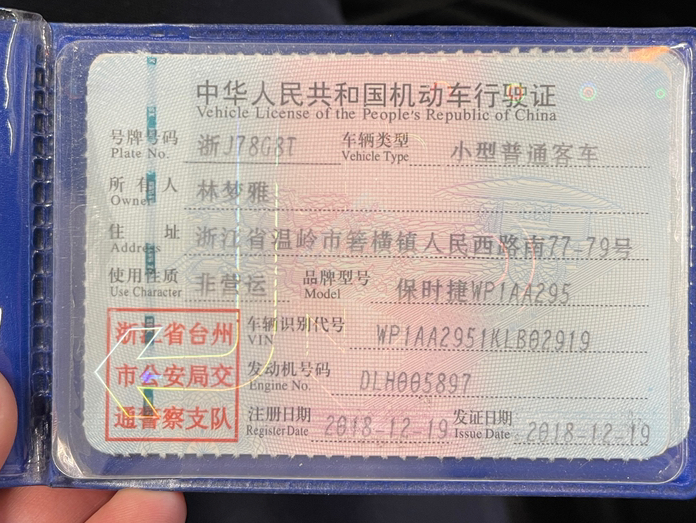 中华人民共和国机动车行驶证
Vehicle License of the People's Republic of China
号牌号码 浙J78G8T 车辆类型 小型普通客车
Plate No. Vehicle Type
所有人 林梦雅
Owner
住址 浙江省温岭市箬横镇人民西路南77-79号
Address
使用性质 非营运 品牌型号 保时捷WP1AA295
Use Character Model
浙江省台州
市公安局交
通警察支队
车辆识别代号 WP1AA2951KLB02919
VIN
发动机号码 DLH005897
Engine No.
注册日期 2018-12-19 发证日期 2018-12-19
Register Date Issue Date